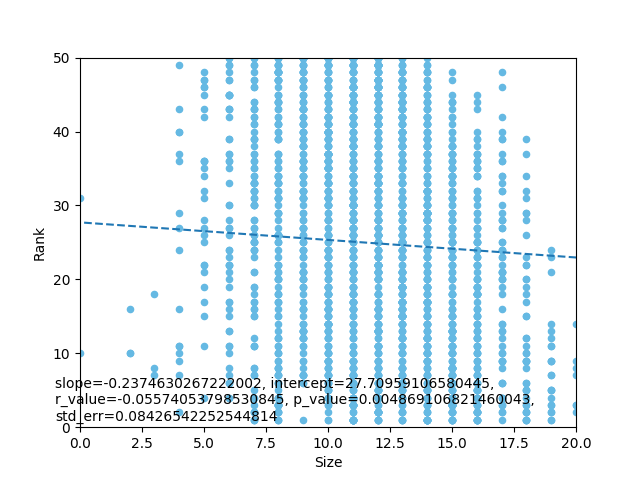 50
40
30
20
10
0
Rank
slope=-0.2374630267222002, intercept=27.70959106580445,
r_value=-0.05574053798530845, p_value=0.004869106821460043,
std_err=0.08426542252544814
0.0 2.5 5.0 7.5 10.0 12.5 15.0 17.5 20.0
Size